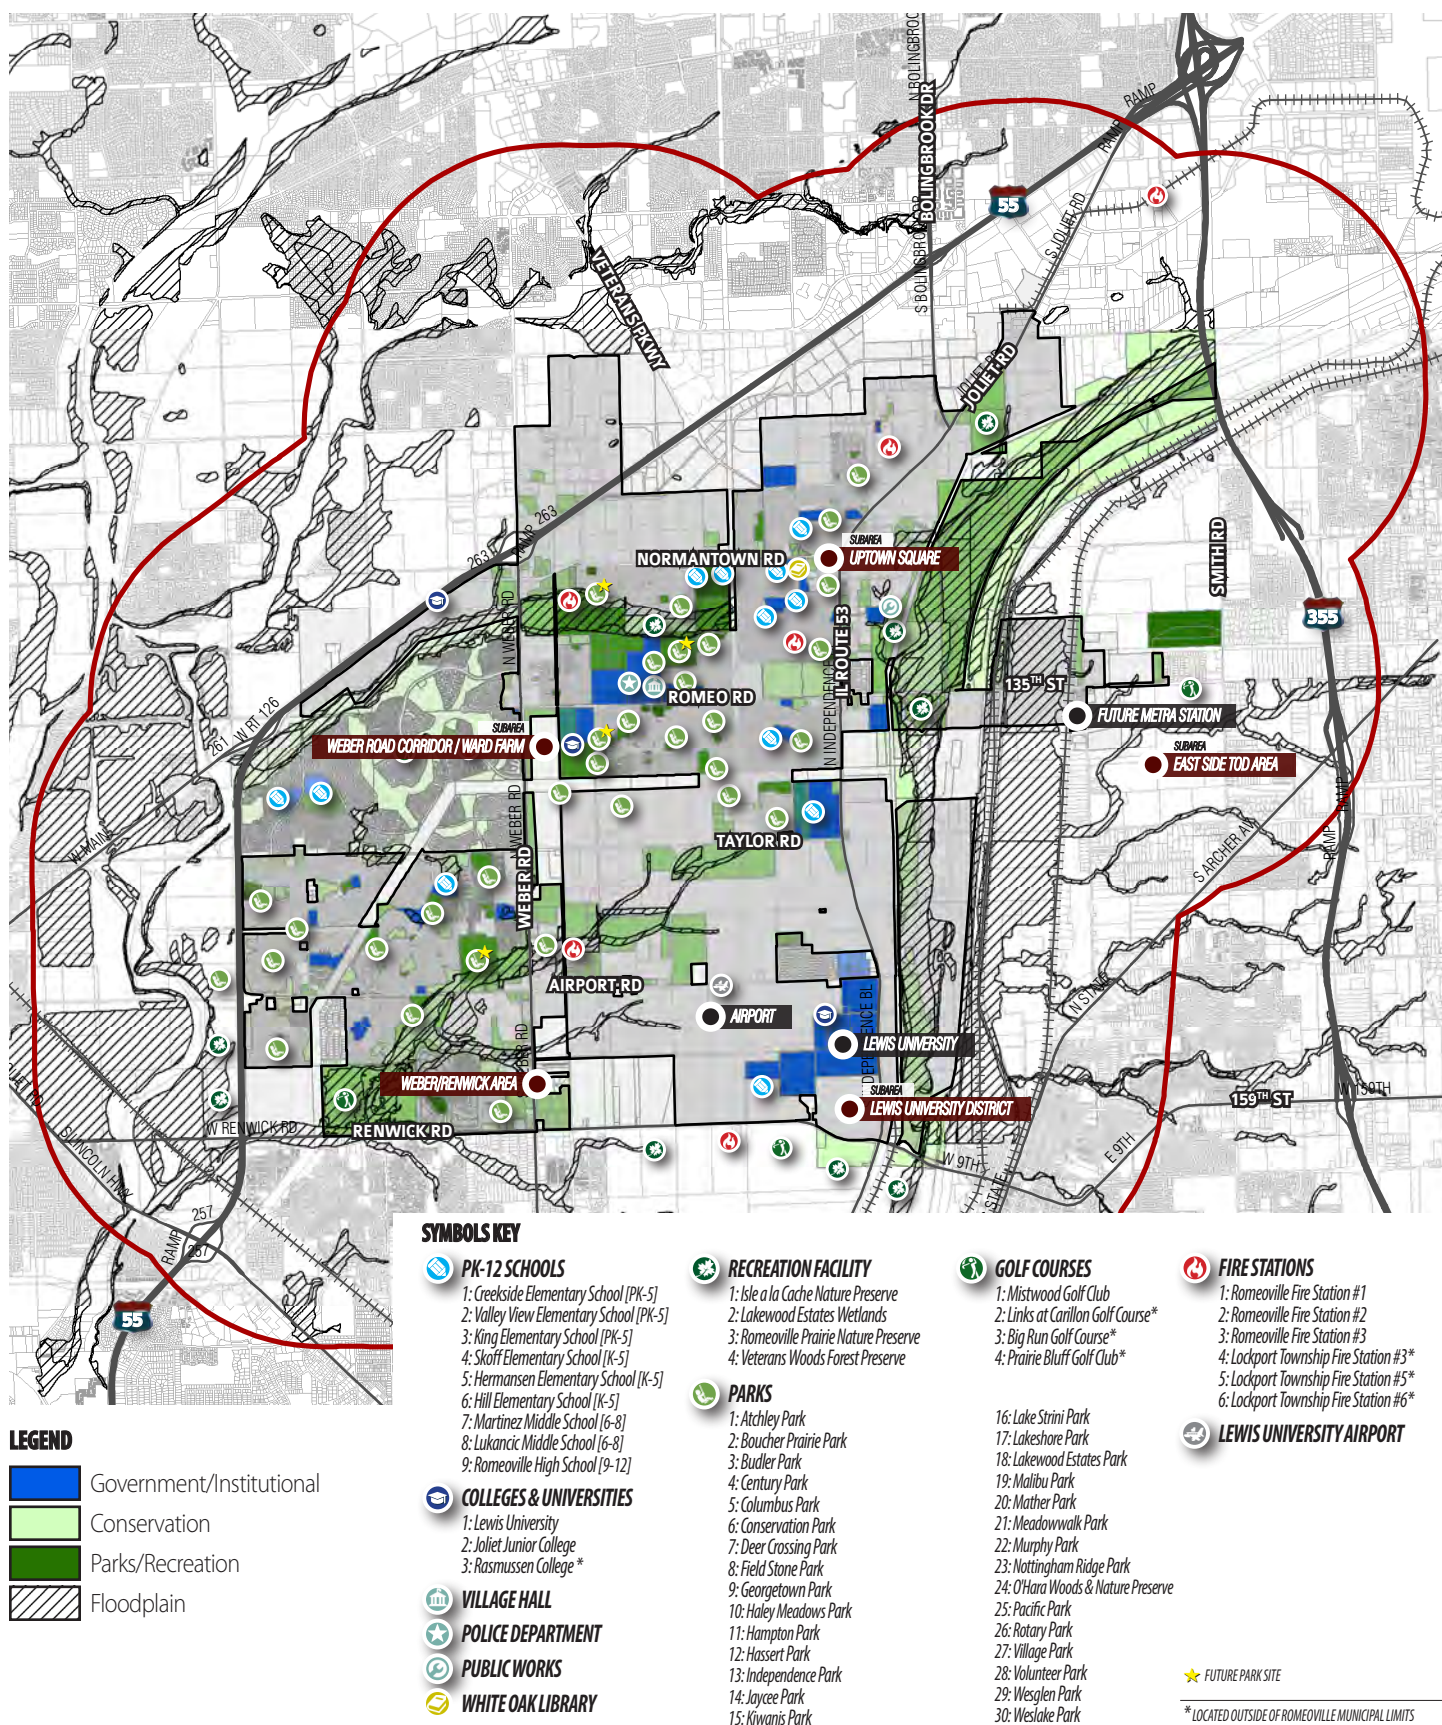 N BOLINGBROO
BOLINGBROOK DR
S BOLINGBROOK DR
RAMP
RAMP
55
S JOLIET RD
VETERANS PKWY
JOLIET RD
JOLIET RD
263
RAMP 263
NORMANTOWN RD
SUBAREA
UPTOWN SQUARE
SMITH RD
355
N WEBER RD
IL ROUTE 53
N INDEPENDENCE
135TH ST
ROMEO RD
FUTURE METRA STATION
W RT 126
261
SUBAREA
WEBER ROAD CORRIDOR / WARD FARM
SUBAREA
EAST SIDE TOD AREA
N WEBER RD
RAMP
RAMP
W MAIN
TAYLOR RD
S ARCHER AV
WEBER RD
AIRPORT RD
N STATE
AIRPORT
LEWIS UNIVERSITY
WEBER/RENWICK AREA
SUBAREA
LEWIS UNIVERSITY DISTRICT
W 159TH
159TH ST
W RENWICK RD
RENWICK RD
W 9TH
E 9TH
STATE
S LINCOLN HWY
257
RAMP
267
55
SYMBOLS KEY
PK-12 SCHOOLS
1: Creekside Elementary School [PK-5]
2: Valley View Elementary School [PK-5]
3: King Elementary School [PK-5]
4: Skoff Elementary School [K-5]
5: Hermansen Elementary School [K-5]
6: Hill Elementary School [K-5]
7: Martinez Middle School [6-8]
8: Lukancic Middle School [6-8]
9: Romeoville High School [9-12]
COLLEGES & UNIVERSITIES
1: Lewis University
2: Joliet Junior College
3: Rasmussen College *
VILLAGE HALL
POLICE DEPARTMENT
PUBLIC WORKS
WHITE OAK LIBRARY
RECREATION FACILITY
1: Isle a la Cache Nature Preserve
2: Lakewood Estates Wetlands
3: Romeoville Prairie Nature Preserve
4: Veterans Woods Forest Preserve
PARKS
1: Atchley Park
2: Boucher Prairie Park
3: Budler Park
4: Century Park
5: Columbus Park
6: Conservation Park
7: Deer Crossing Park
8: Field Stone Park
9: Georgetown Park
10: Haley Meadows Park
11: Hampton Park
12: Hassert Park
13: Independence Park
14: Jaycee Park
15: Kiwanis Park
GOLF COURSES
1: Mistwood Golf Club
2: Links at Carillon Golf Course*
3: Big Run Golf Course*
4: Prairie Bluff Golf Club*
16: Lake Strini Park
17: Lakeshore Park
18: Lakewood Estates Park
19: Malibu Park
20: Mather Park
21: Meadowwalk Park
22: Murphy Park
23: Nottingham Ridge Park
24: O'Hara Woods & Nature Preserve
25: Pacific Park
26: Rotary Park
27: Village Park
28: Volunteer Park
29: Wesglen Park
30: Weslake Park
FIRE STATIONS
1: Romeoville Fire Station #1
2: Romeoville Fire Station #2
3: Romeoville Fire Station #3
4: Lockport Township Fire Station #3*
5: Lockport Township Fire Station #5*
6: Lockport Township Fire Station #6*
LEWIS UNIVERSITY AIRPORT
FUTURE PARK SITE
* LOCATED OUTSIDE OF ROMEOVILLE MUNICIPAL LIMITS
LEGEND
Government/Institutional
Conservation
Parks/Recreation
Floodplain